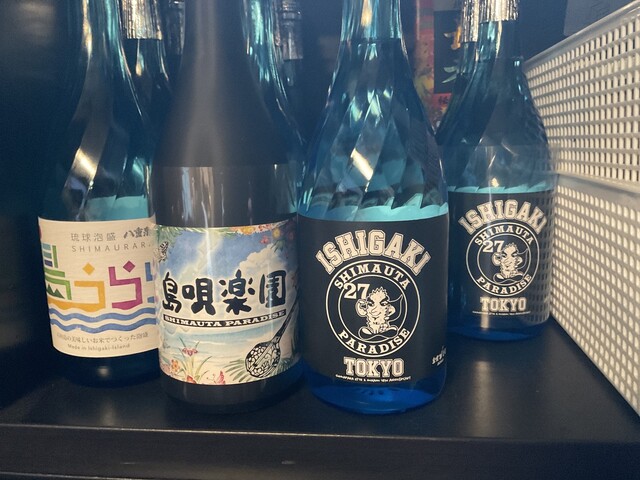 琉球泡盛 八重泉
SHIMAURAR
島うらら
Made in Ishigaki-Island
島唄楽園
SHIMAUTA PARADISE
ISHIGAKI
SHIMAUTA
27
PARADISE
TOKYO
ISHIGAKI
SHIMAUTA
27
PARADISE
TOKYO